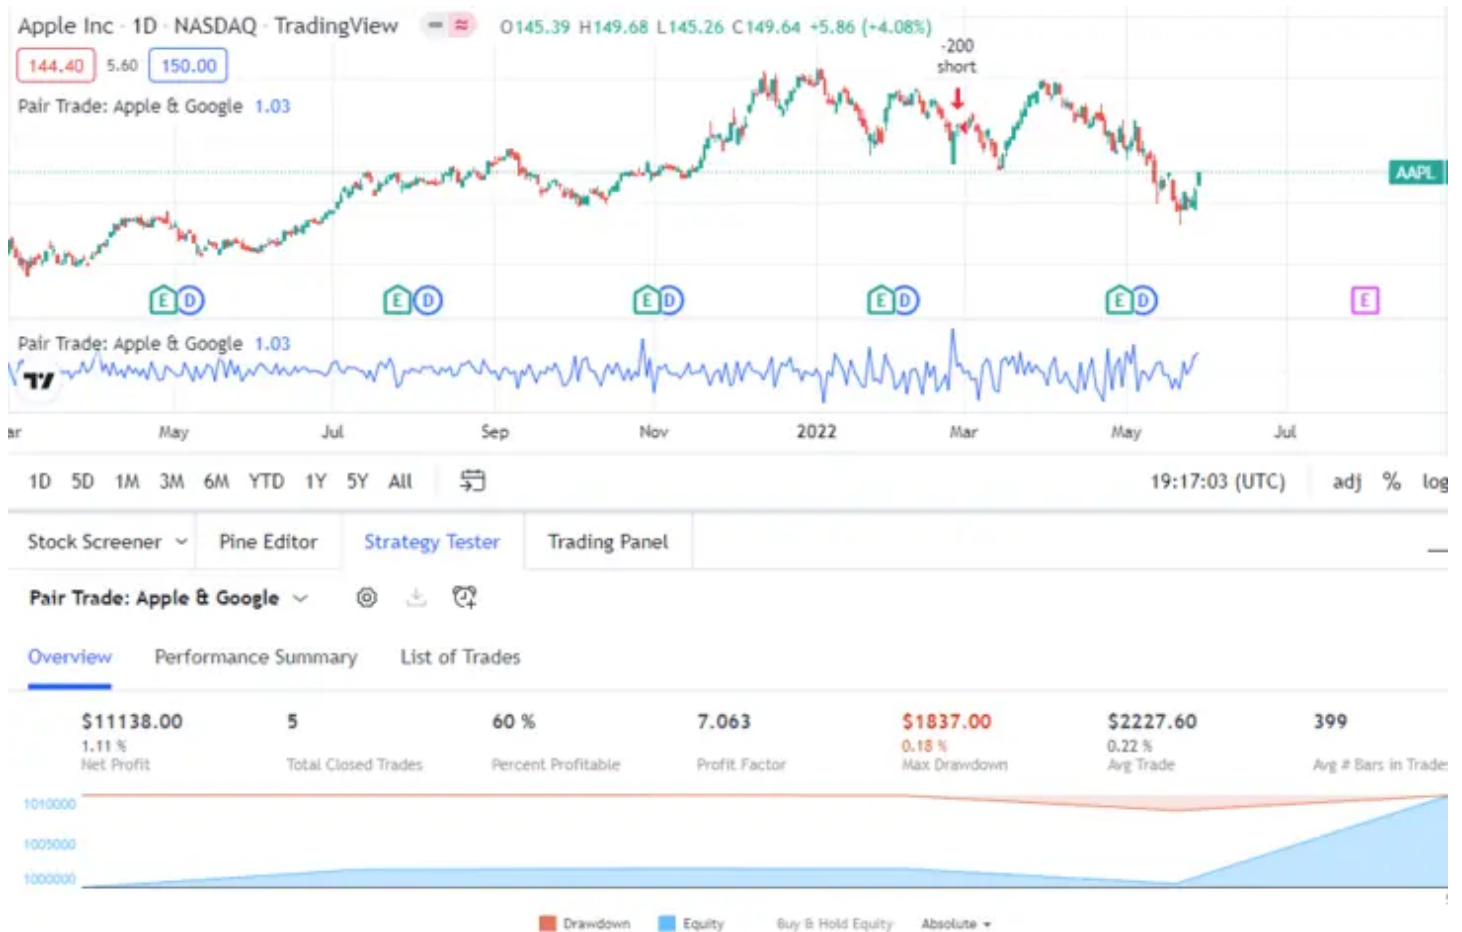 Apple Inc · 1D · NASDAQ · TradingView O145.39 H149.68 L145.26 C149.64 +5.86 (+4.08%)
144.40 5.60 150.00
Pair Trade: Apple & Google 1.03
-200
short
AAPL
E D E D E D E D E D E
Pair Trade: Apple & Google 1.03
ar May Jul Sep Nov 2022 Mar May Jul
1D 5D 1M 3M 6M YTD 1Y 5Y All 19:17:03 (UTC) adj % log
Stock Screener Pine Editor Strategy Tester Trading Panel
Pair Trade: Apple & Google
Overview Performance Summary List of Trades
$11138.00 5 60 % 7.063 $1837.00 $2227.60 399
1.11 % 0.18 % 0.22 %
Net Profit Total Closed Trades Percent Profitable Profit Factor Max Drawdown Avg Trade Avg # Bars in Trade
1010000
1005000
1000000
Drawdown Equity Buy & Hold Equity Absolute